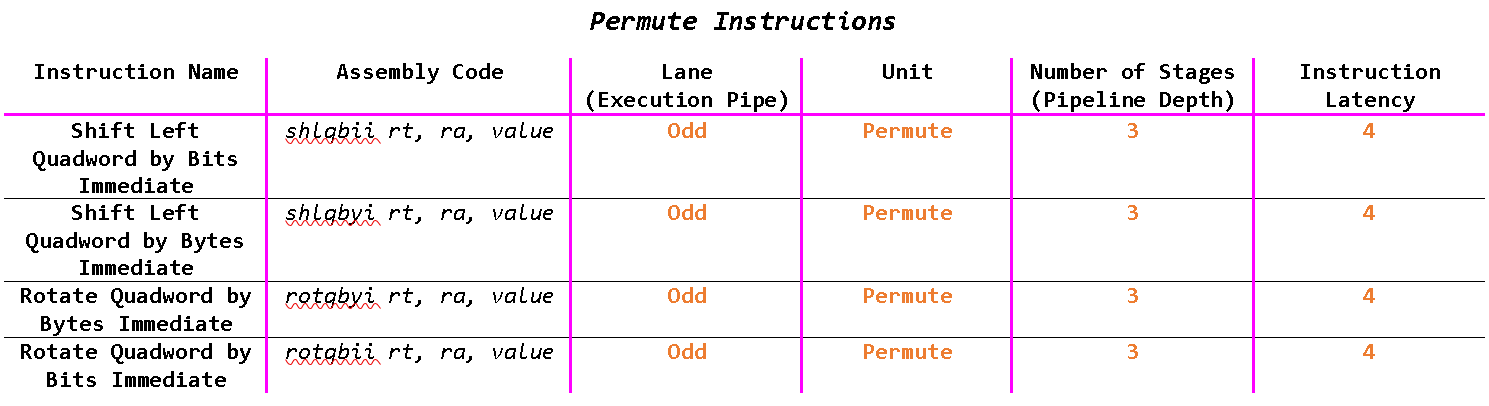 Permute Instructions
Instruction Name Assembly Code Lane (Execution Pipe) Unit Number of Stages (Pipeline Depth) Instruction Latency
Shift Left Quadword by Bits Immediate shlqbii rt, ra, value Odd Permute 3 4
Shift Left Quadword by Bytes Immediate shlqbyi rt, ra, value Odd Permute 3 4
Rotate Quadword by Bytes Immediate rotqbyi rt, ra, value Odd Permute 3 4
Rotate Quadword by Bits Immediate rotqbii rt, ra, value Odd Permute 3 4